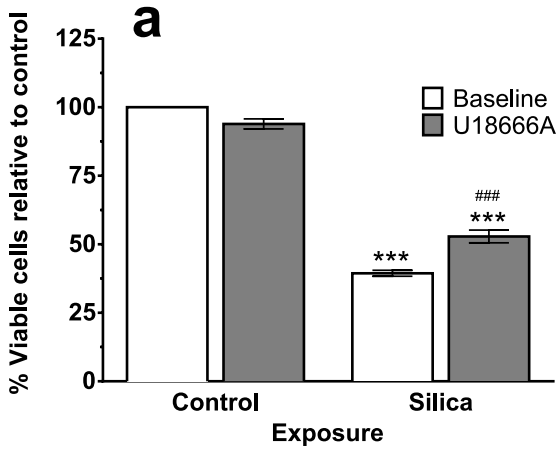 a
% Viable cells relative to control
125
100
75
50
25
0
Baseline
U18666A
***
###
***
Control
Silica
Exposure